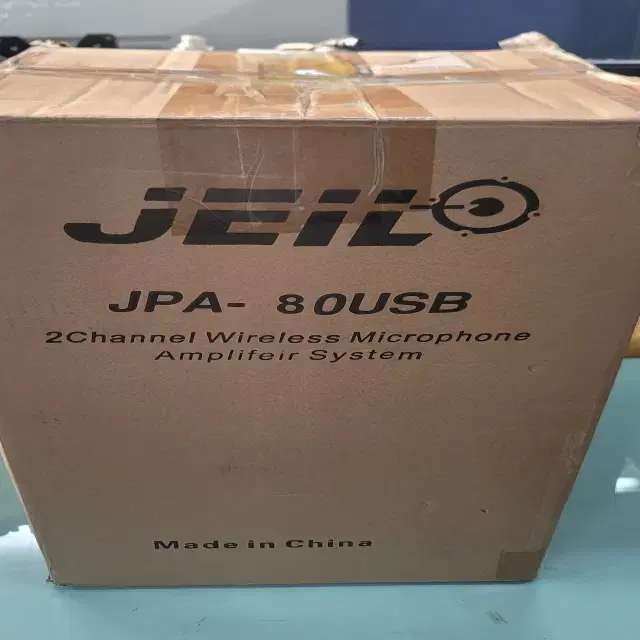 JEIL
JPA- 80USB
2Channel Wireless Microphone
Amplifeir System
Made in China